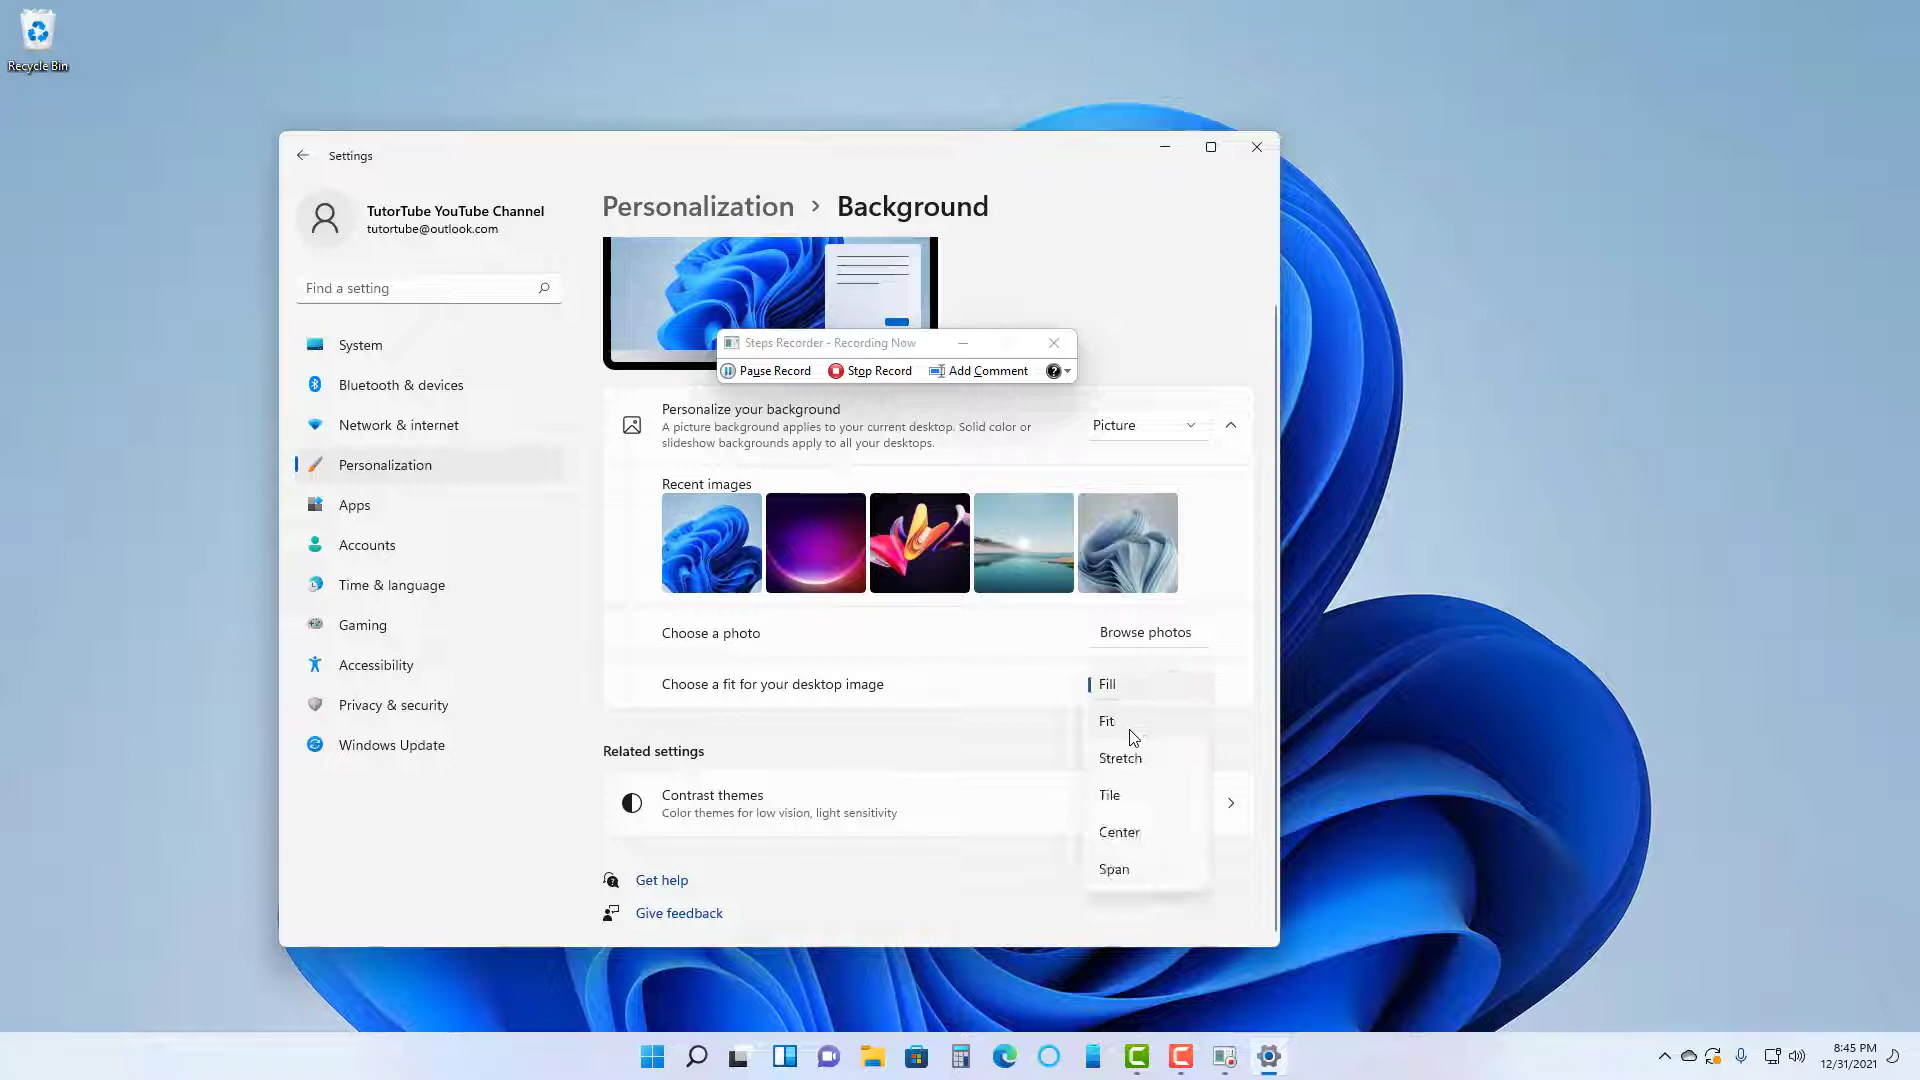 Recycle Bin
Settings
TutorTube YouTube Channel
tutortube@outlook.com
Find a setting
System
Bluetooth & devices
Network & internet
Personalization
Apps
Accounts
Time & language
Gaming
Accessibility
Privacy & security
Windows Update
Personalization > Background
Steps Recorder - Recording Now
Pause Record Stop Record Add Comment
Personalize your background
A picture background applies to your current desktop. Solid color or
slideshow backgrounds apply to all your desktops.
Picture
Recent images
Choose a photo
Browse photos
Choose a fit for your desktop image
Fill
Fit
Stretch
Tile
Center
Span
Related settings
Contrast themes
Color themes for low vision, light sensitivity
Get help
Give feedback
8:45 PM
12/31/2021